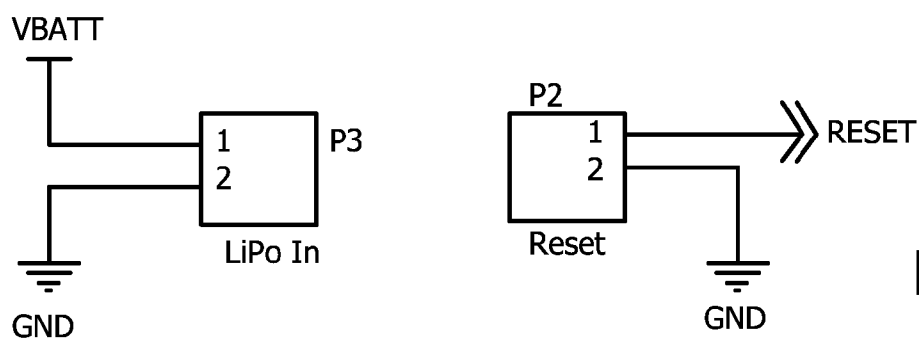 VBATT
1
P3
2
LiPo In
GND
P2
1
RESET
2
Reset
GND